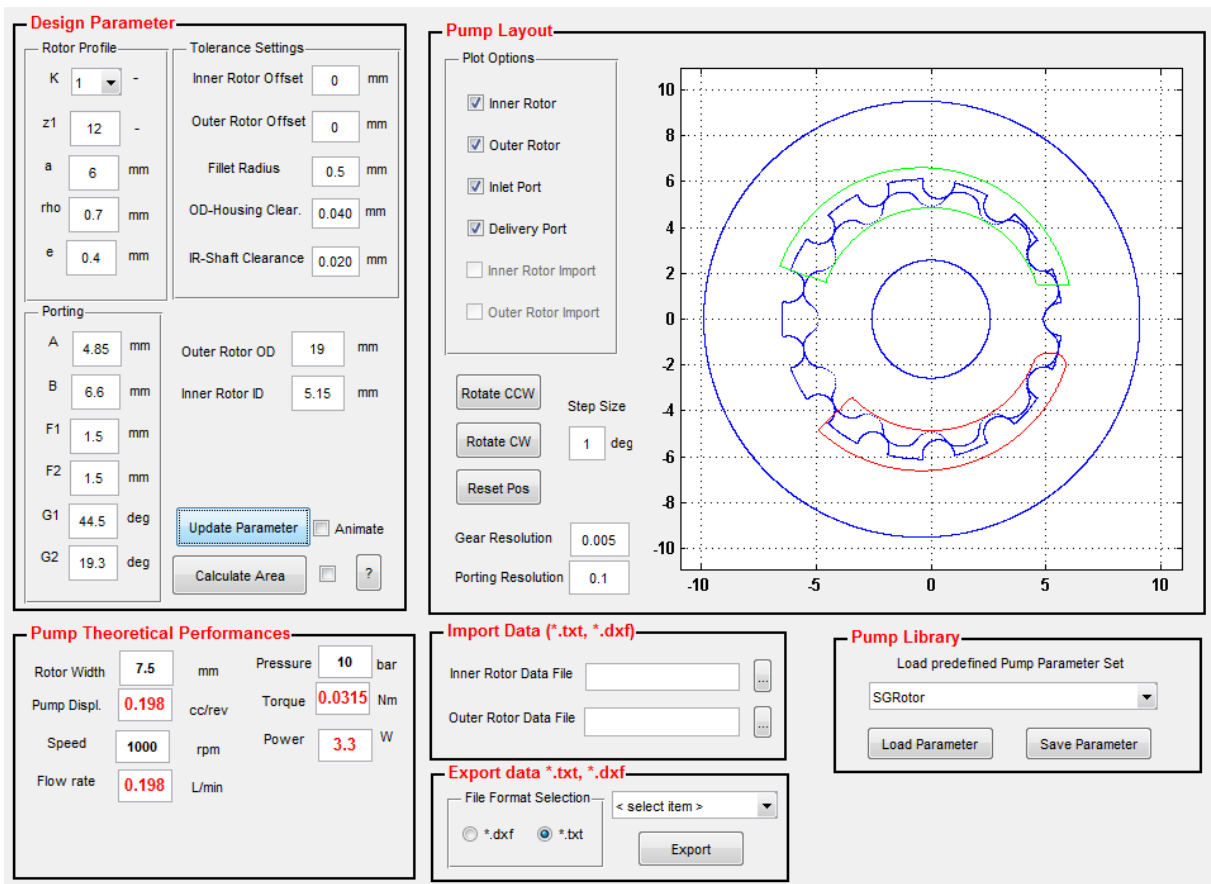 Design Parameter
Rotor Profile
K 1 -
z1 12 -
a 6 mm
rho 0.7 mm
e 0.4 mm
Tolerance Settings
Inner Rotor Offset 0 mm
Outer Rotor Offset 0 mm
Fillet Radius 0.5 mm
OD-Housing Clear. 0.040 mm
IR-Shaft Clearance 0.020 mm
Porting
A 4.85 mm
B 6.6 mm
F1 1.5 mm
F2 1.5 mm
G1 44.5 deg
G2 19.3 deg
Outer Rotor OD 19 mm
Inner Rotor ID 5.15 mm
Update Parameter Animate
Calculate Area ?
Pump Layout
Plot Options
Inner Rotor
Outer Rotor
Inlet Port
Delivery Port
Inner Rotor Import
Outer Rotor Import
Rotate CCW
Rotate CW
Reset Pos
Step Size
1 deg
Gear Resolution 0.005
Porting Resolution 0.1
10
8
6
4
2
0
-2
-4
-6
-8
-10
-10 -5 0 5 10
Pump Theoretical Performances
Rotor Width 7.5 mm
Pump Displ. 0.198 cc/rev
Speed 1000 rpm
Flow rate 0.198 L/min
Pressure 10 bar
Torque 0.0315 Nm
Power 3.3 W
Import Data (*.txt, *.dxf)
Inner Rotor Data File ...
Outer Rotor Data File ...
Export data *.txt, *.dxf
File Format Selection
*.dxf *.txt
< select item >
Export
Pump Library
Load predefined Pump Parameter Set
SGRotor
Load Parameter Save Parameter